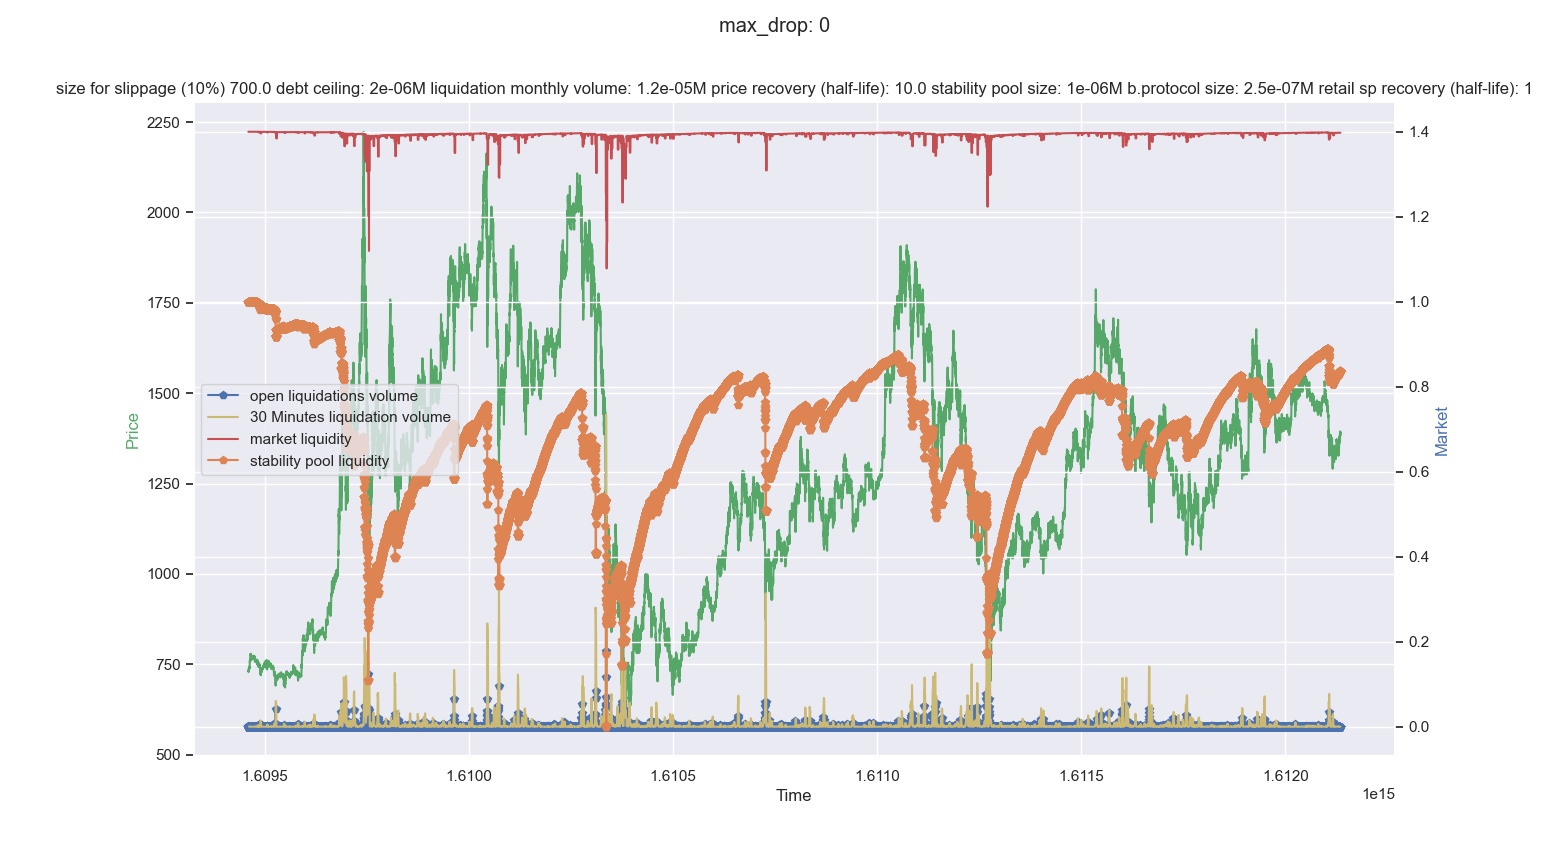 max_drop: 0
size for slippage (10%) 700.0 debt ceiling: 2e-06M liquidation monthly volume: 1.2e-05M price recovery (half-life): 10.0 stability pool size: 1e-06M b.protocol size: 2.5e-07M retail sp recovery (half-life): 1
2250
2000
1750
1500
1250
1000
750
500
Price
open liquidations volume
30 Minutes liquidation volume
market liquidity
stability pool liquidity
1.4
1.2
1.0
0.8
0.6
0.4
0.2
0.0
Market
1.6095 1.6100 1.6105 1.6110 1.6115 1.6120
Time
1e15